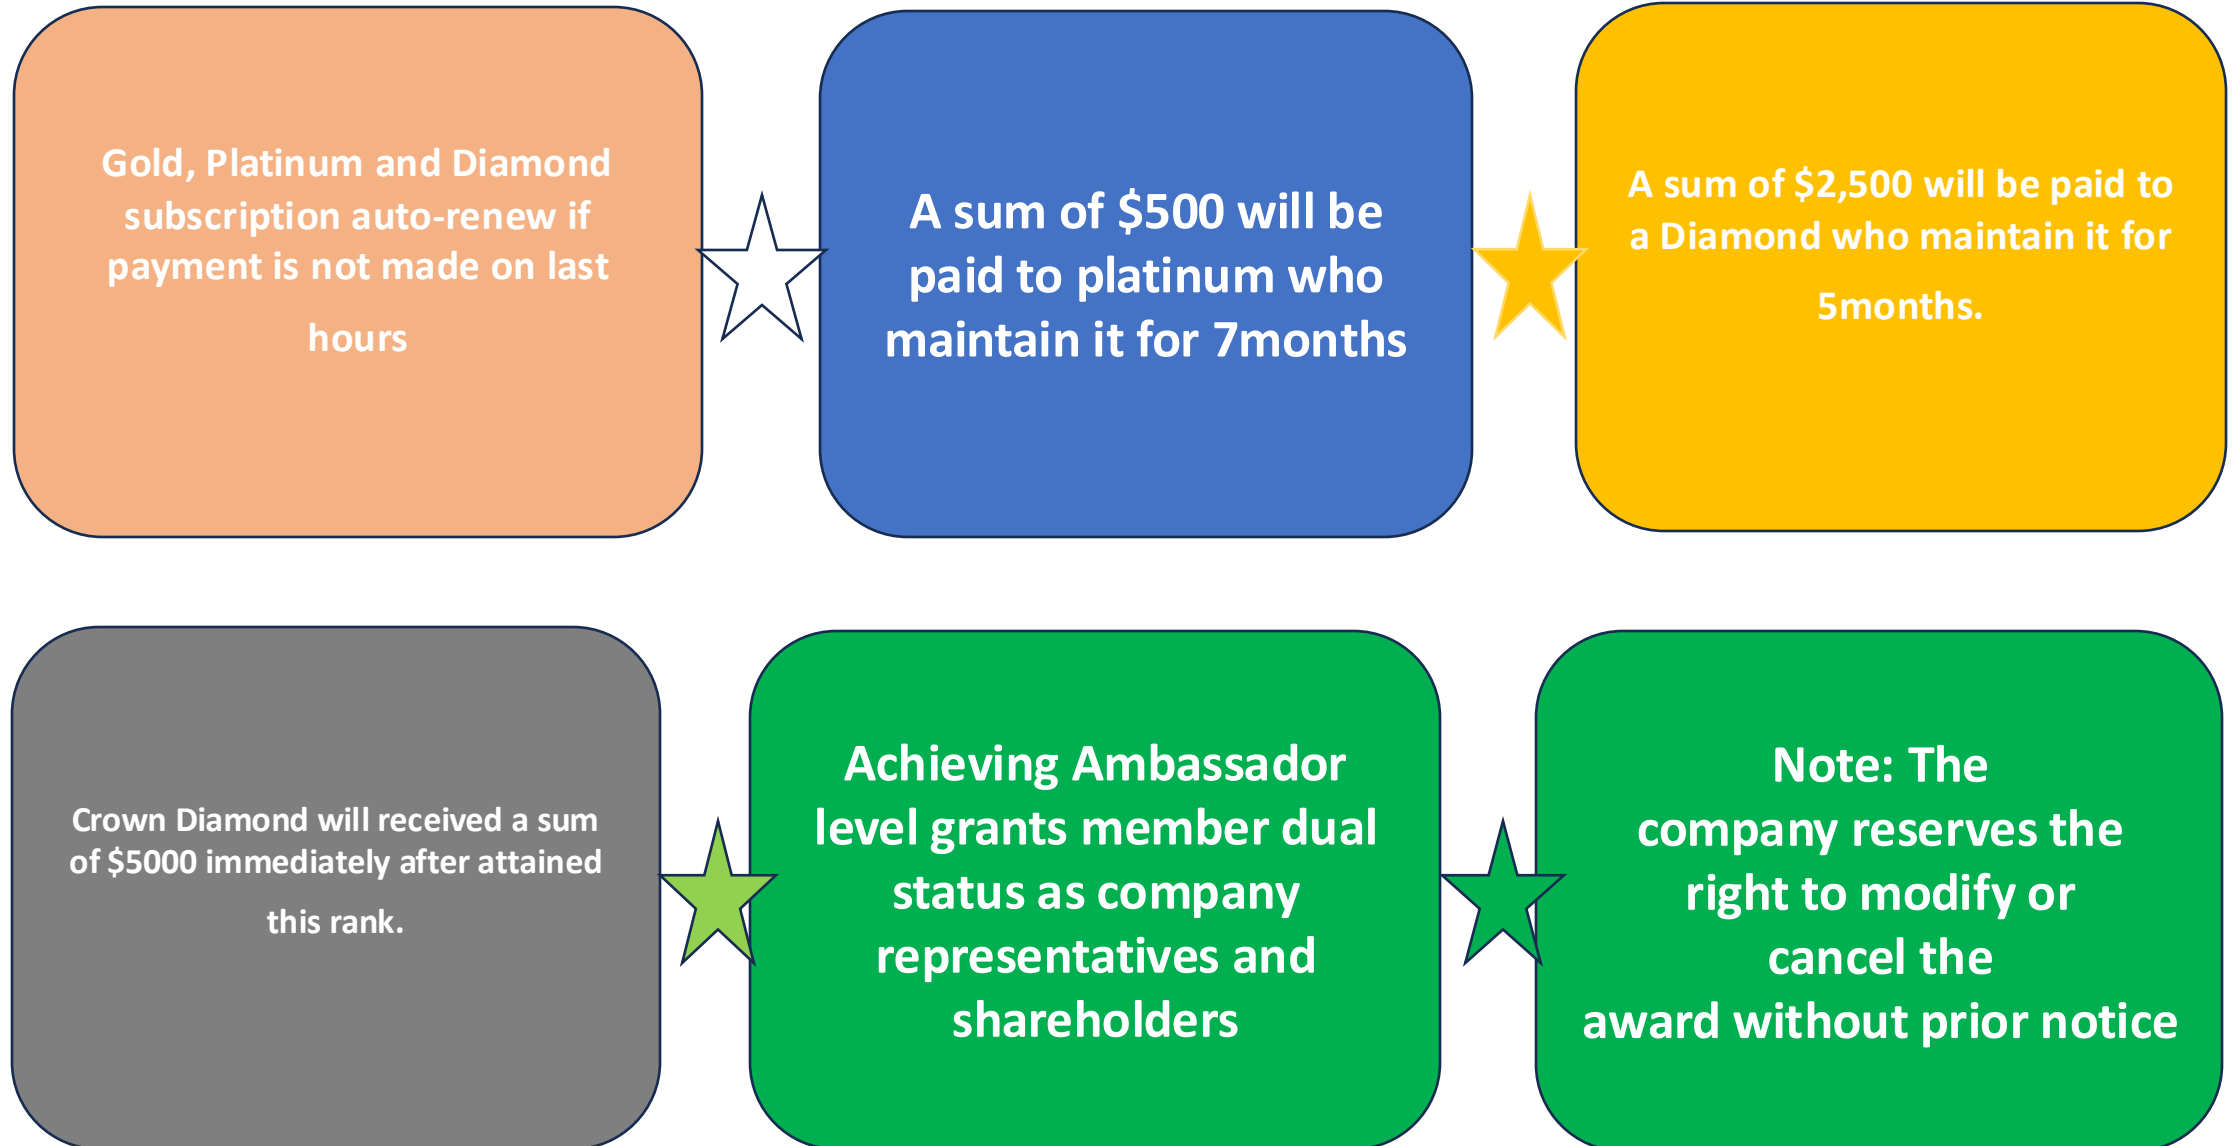 Gold, Platinum and Diamond
subscription auto-renew if
payment is not made on last
hours
A sum of $500 will be
paid to platinum who
maintain it for 7months
A sum of $2,500 will be paid to
a Diamond who maintain it for
5months.
Crown Diamond will received a sum
of $5000 immediately after attained
this rank.
Achieving Ambassador
level grants member dual
status as company
representatives and
shareholders
Note: The
company reserves the
right to modify or
cancel the
award without prior notice